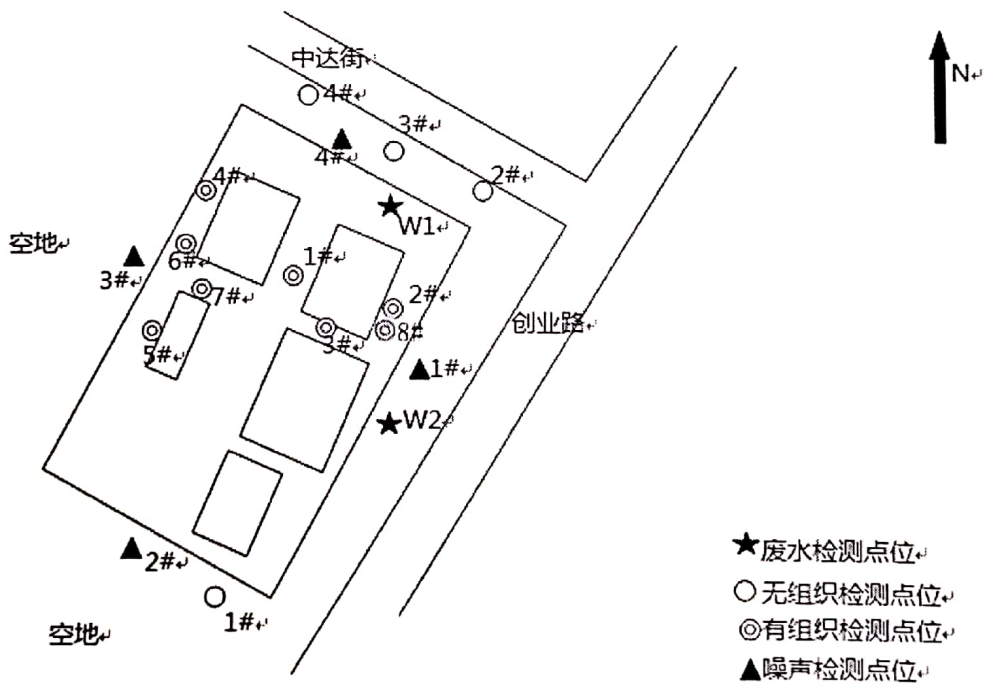 中达街
4#
3#
4#
2#
N
4#
W1
空地
6#
1#
3#
7#
2#
创业路
3#
8#
5#
1#
W2
废水检测点位
2#
无组织检测点位
1#
空地
有组织检测点位
噪声检测点位